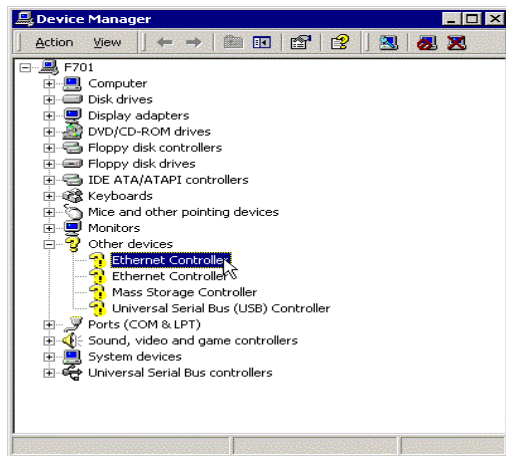 Device Manager
Action View
F701
Computer
Disk drives
Display adapters
DVD/CD-ROM drives
Floppy disk controllers
Floppy disk drives
IDE ATA/ATAPI controllers
Keyboards
Mice and other pointing devices
Monitors
Other devices
Ethernet Controller
Ethernet Controller
Mass Storage Controller
Universal Serial Bus (USB) Controller
Ports (COM & LPT)
Sound, video and game controllers
System devices
Universal Serial Bus controllers